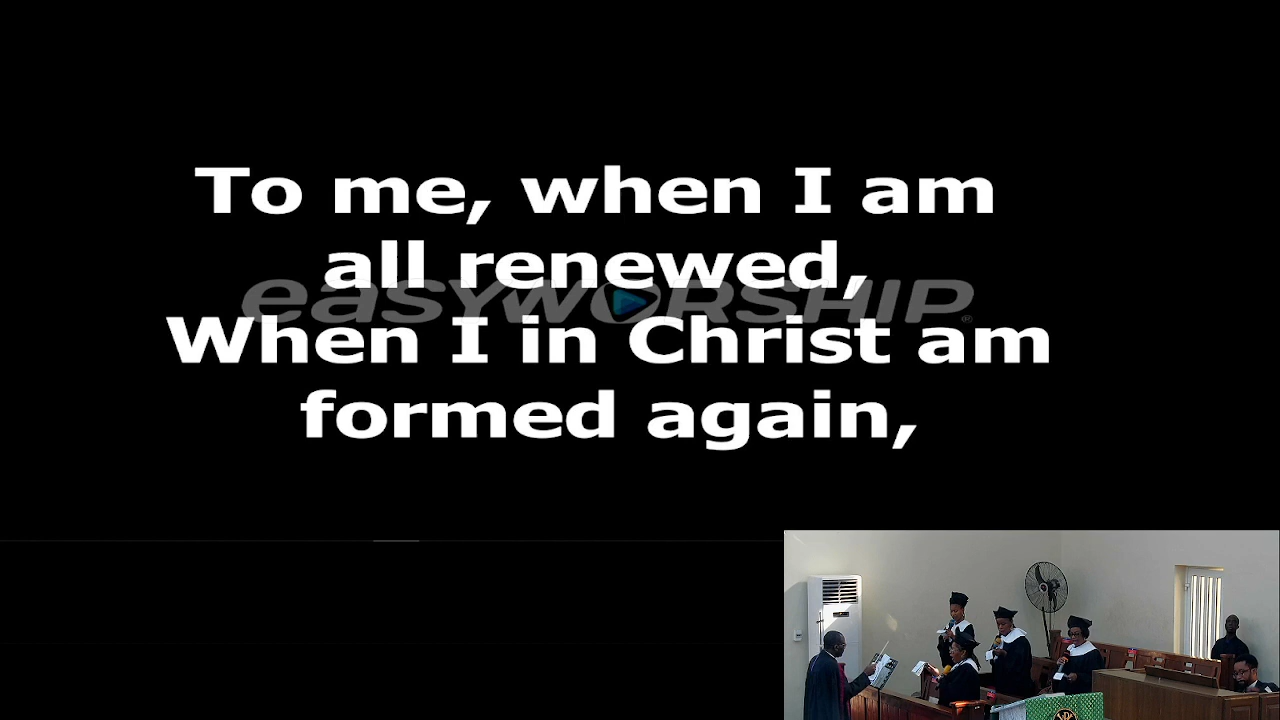 To me, when I am
all renewed,
easyworship®
When I in Christ am
formed again,